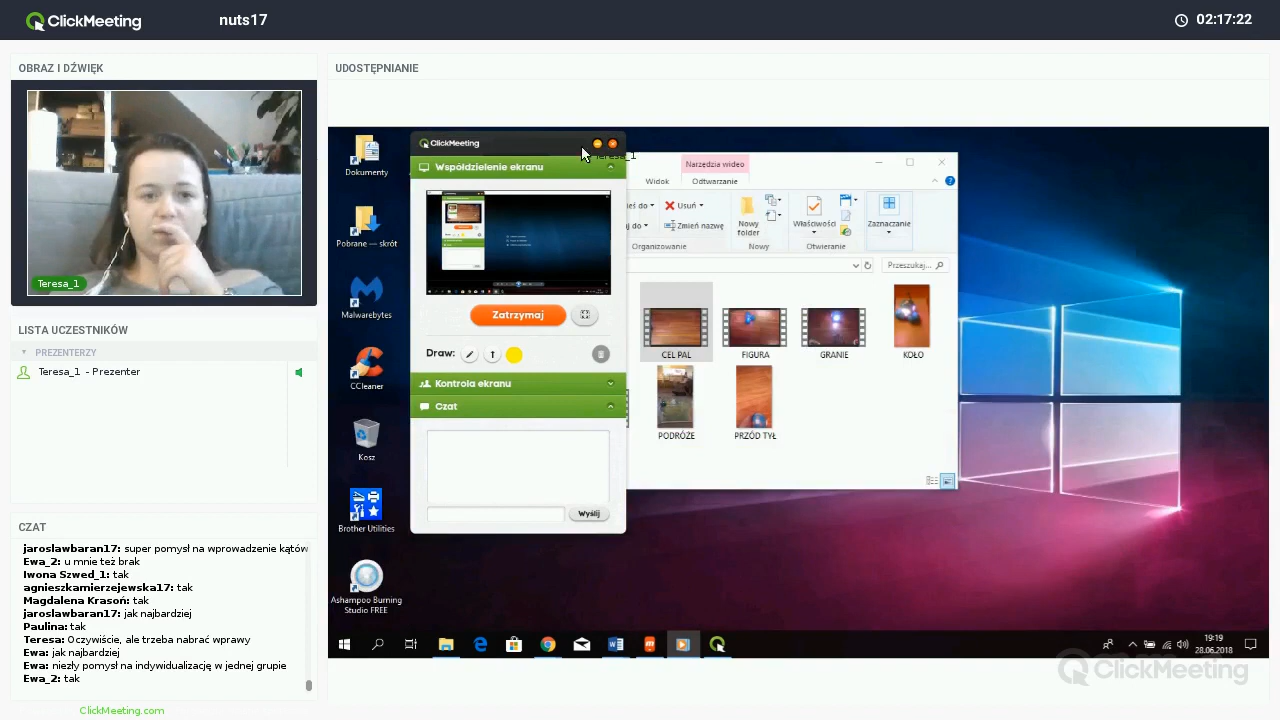 ClickMeeting
nuts17
02:17:22
OBRAZ I DŹWIĘK
Teresa_1
LISTA UCZESTNIKÓW
PREZENTERZY
Teresa_1 - Prezenter
CZAT
jaroslawbaran17: super pomysł na wprowadzenie kątów
Ewa_2: u mnie też brak
Iwona Szwed_1: tak
agnieszkamierzejewska17: tak
Magdalena Krasoń: tak
jaroslawbaran17: jak najbardziej
Paulina: tak
Teresa: Oczywiście, ale trzeba nabrać wprawy
Ewa: jak najbardziej
Ewa: niezły pomysł na indywidualizację w jednej grupie
Ewa_2: tak
ClickMeeting.com
UDOSTĘPNIANIE
Dokumenty
Pobrane — skrót
Malwarebytes
CCleaner
Kosz
Brother Utilities
Ashampoo Burning
Studio FREE
ClickMeeting
Teresa_1
Współdzielenie ekranu
Zatrzymaj
Draw:
Kontrola ekranu
Czat
Wyślij
Narzędzia wideo
Widok
Odtwarzanie
ieś do
Usuń
uj do
Zmień nazwę
Organizowanie
Nowy
folder
Nowy
Właściwości
Otwieranie
Zaznaczanie
Przeszukaj...
CEL PAL
FIGURA
GRANIE
KOŁO
PODRÓŻE
PRZÓD TYŁ
19:19
28.06.2018
ClickMeeting